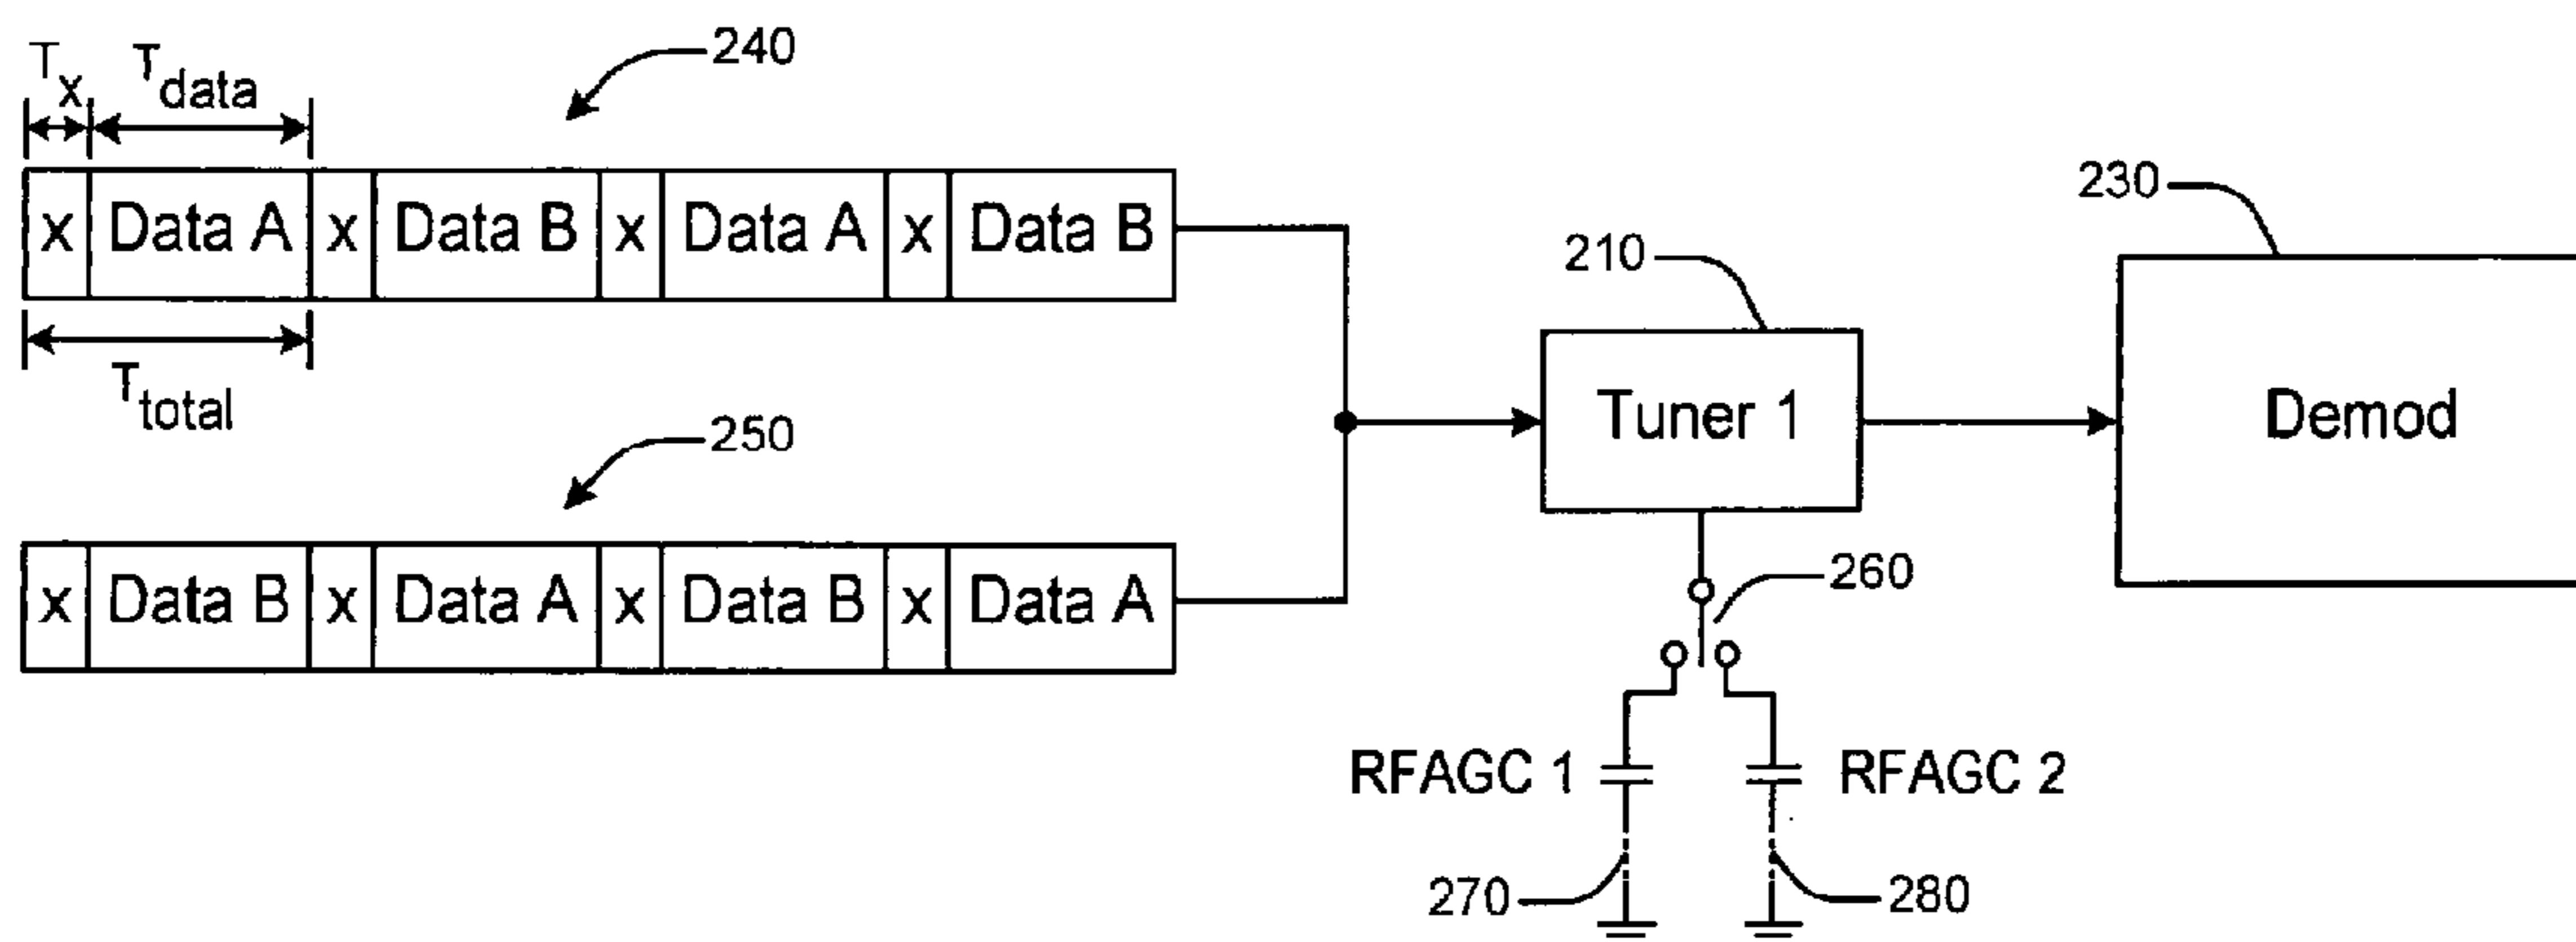 Tx Tdata 240
x Data A x Data B x Data A x Data B
Ttotal
250
x Data B x Data A x Data B x Data A
210
Tuner 1
230
Demod
260
RFAGC 1 RFAGC 2
270 280